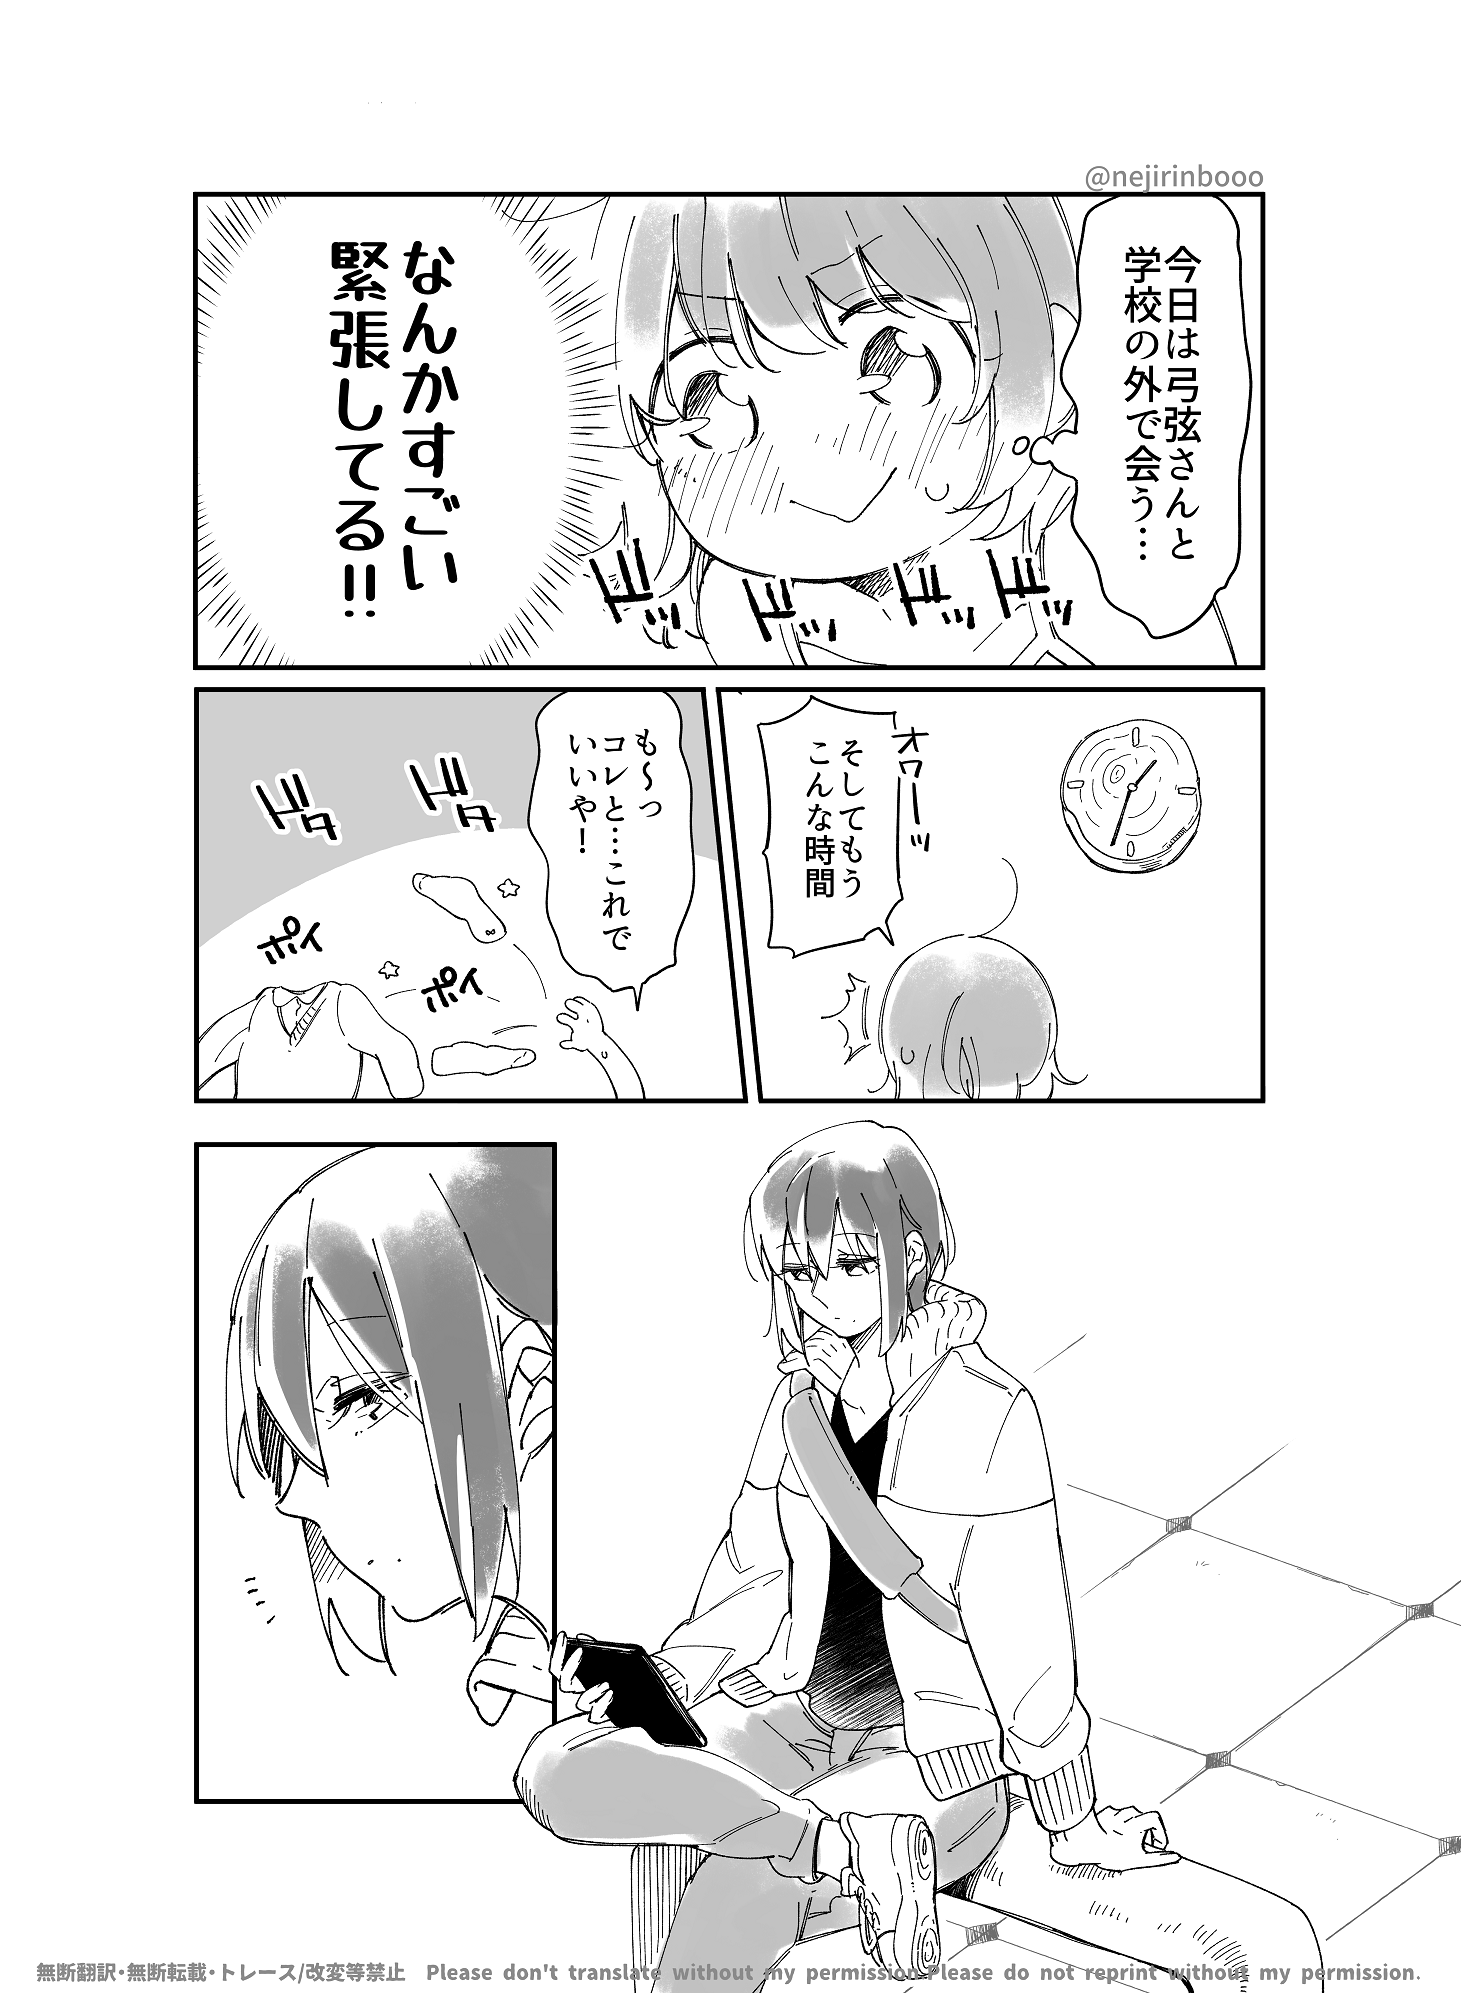 @nejirinbooo
今日は弓弦さんと
学校の外で会う…
なんかすごい
緊張してる!!
ドッ
ドッ
ドッ
ドッ
オワーーッ
そしてもう
こんな時間
も〜っ
コレと…これで
いいや！
ドタ
ドタ
ポイ
ポイ
無断翻訳・無断転載・トレース/改変等禁止 Please don't translate without my permission.Please do not reprint without my permission.